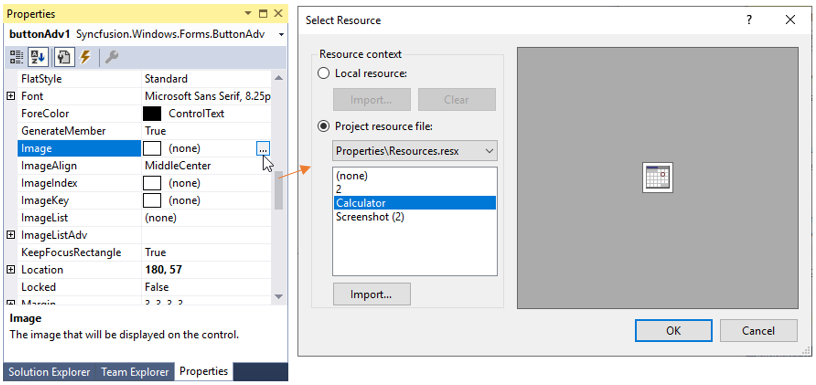 Properties
buttonAdv1 Syncfusion.Windows.Forms.ButtonAdv
FlatStyle Standard
Font Microsoft Sans Serif, 8.25p
ForeColor ControlText
GenerateMember True
Image (none) ...
ImageAlign MiddleCenter
ImageIndex (none)
ImageKey (none)
ImageList (none)
ImageListAdv
KeepFocusRectangle True
Location 180, 57
Locked False
Margin 3, 3, 3, 3
Image
The image that will be displayed on the control.
Solution Explorer Team Explorer Properties
Select Resource ?
Resource context
Local resource:
Import... Clear
Project resource file:
Properties\Resources.resx
(none)
2
Calculator
Screenshot (2)
Import...
OK Cancel